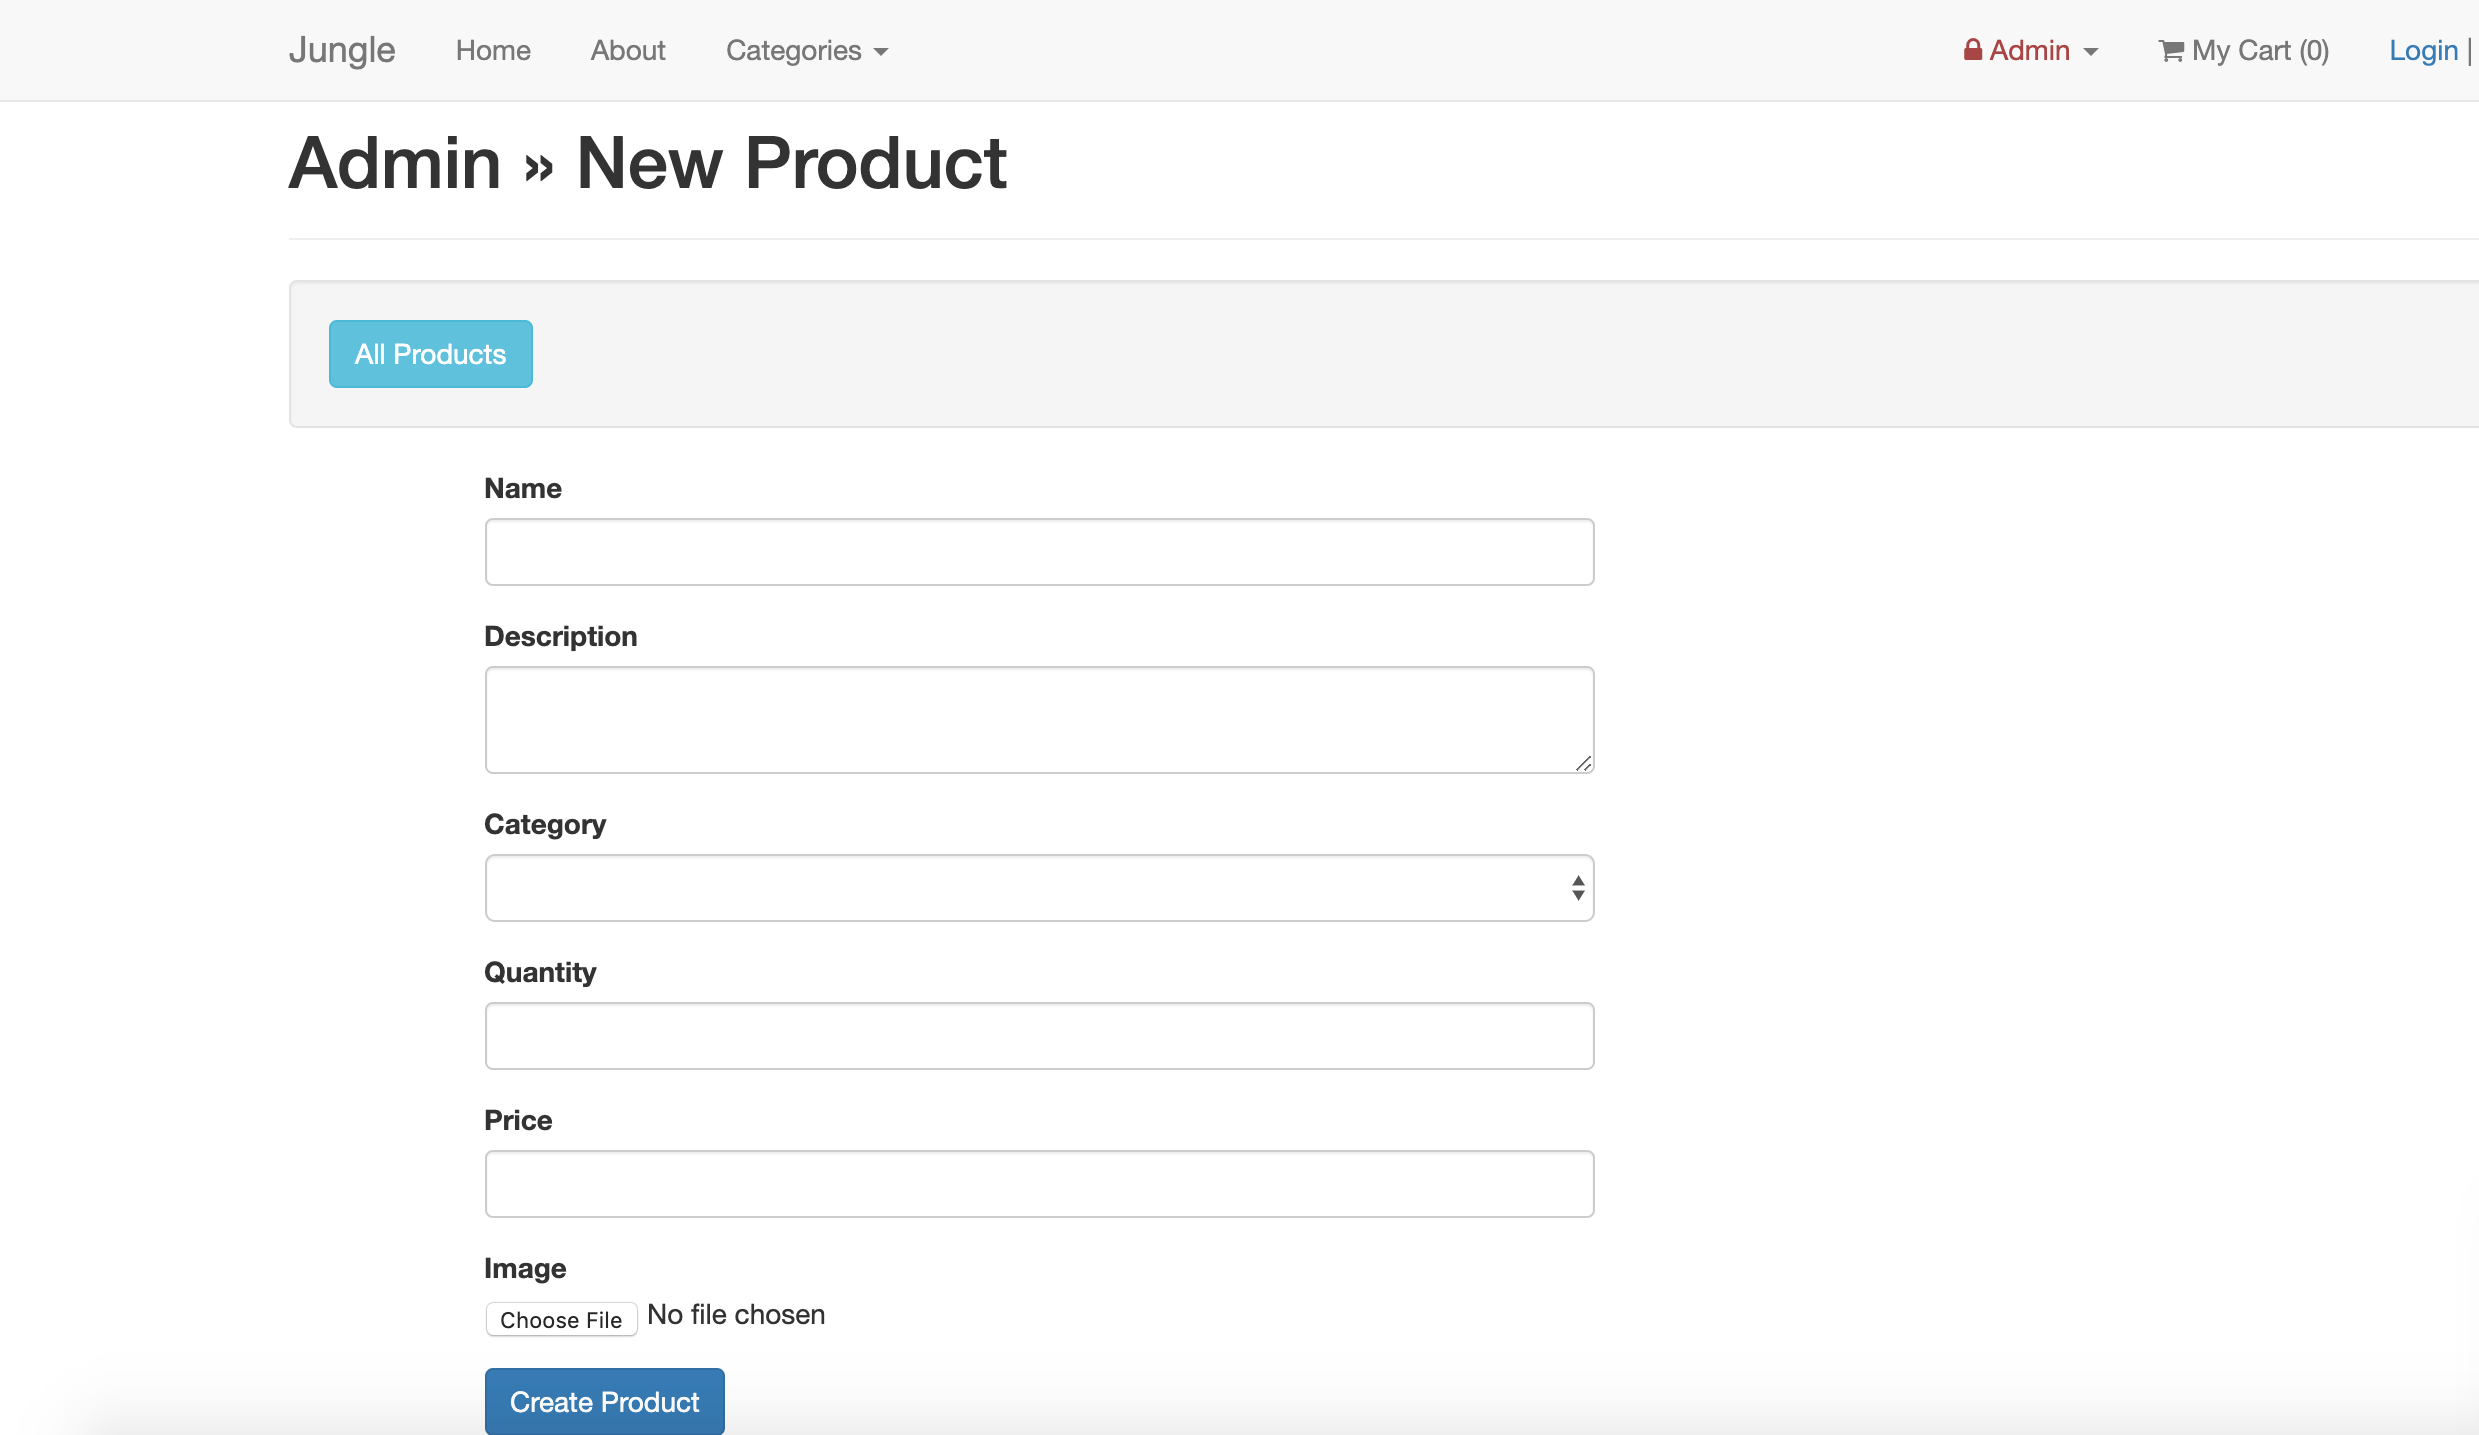 Jungle Home About Categories Admin My Cart (0) Login |
Admin » New Product
All Products
Name
Description
Category
Quantity
Price
Image
Choose File No file chosen
Create Product